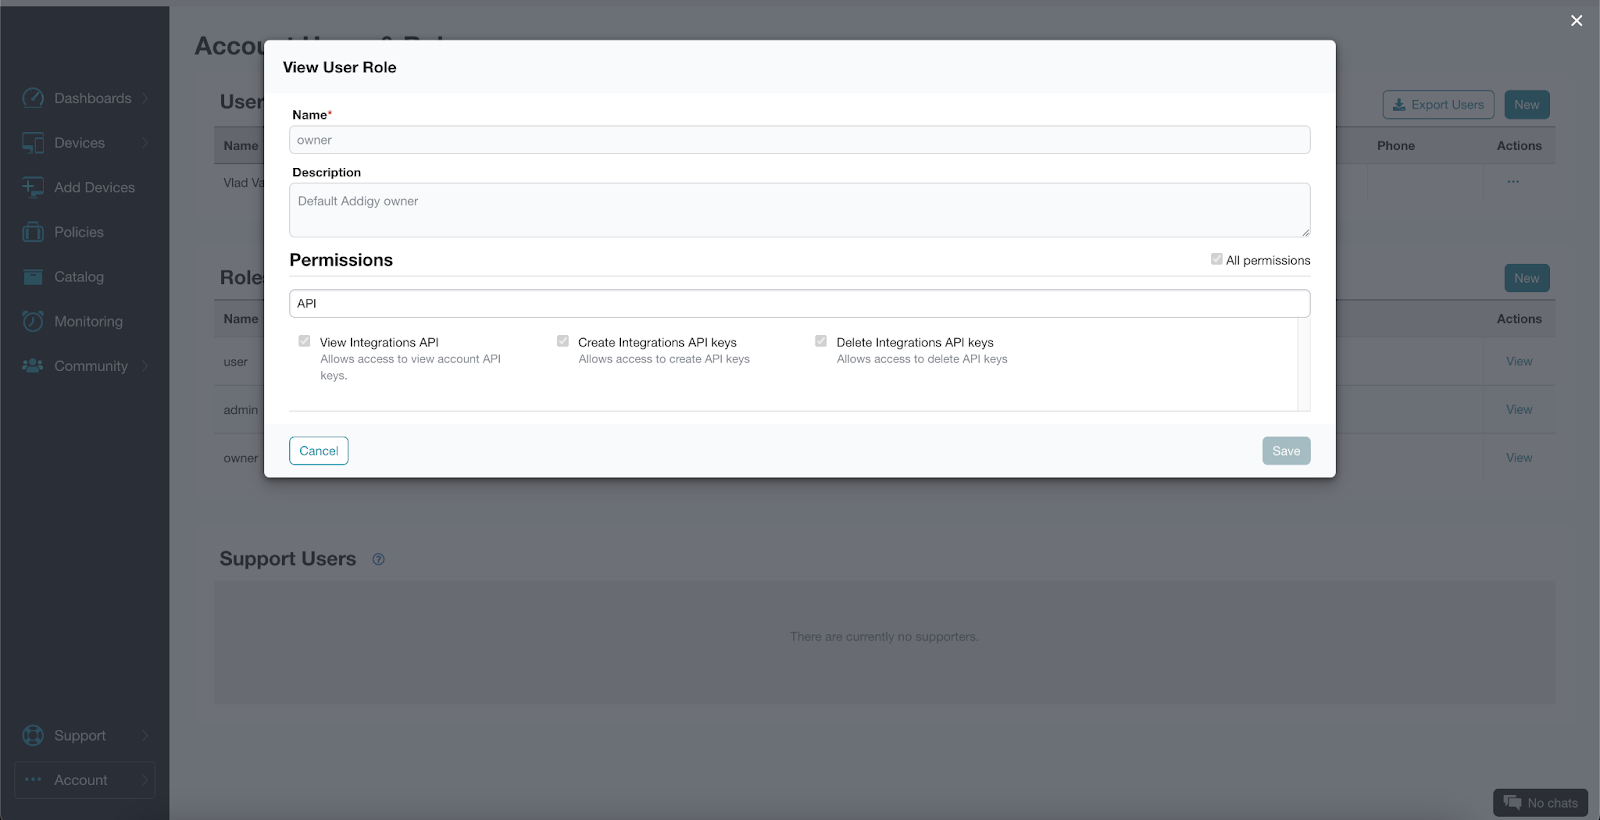 Dashboards
Devices
Add Devices
Policies
Catalog
Monitoring
Community
Support
Account
View User Role
Name*
owner
Description
Default Addigy owner
Permissions
All permissions
API
View Integrations API
Allows access to view account API
keys.
Create Integrations API keys
Allows access to create API keys
Delete Integrations API keys
Allows access to delete API keys
Cancel
Save
Export Users
New
Name
Phone
Actions
Vlad
...
New
Name
Actions
user
View
admin
View
owner
View
Support Users
There are currently no supporters.
No chats